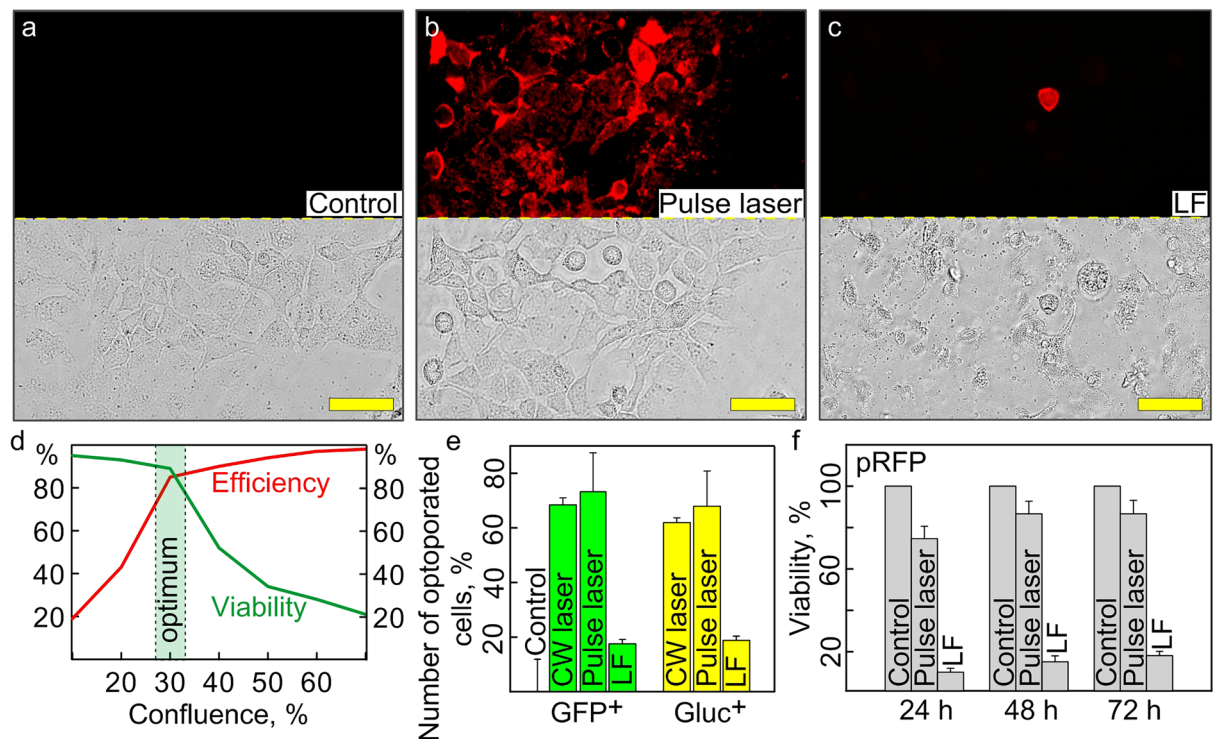 a
Control
b
Pulse laser
c
LF
d
%
80
60
40
20
Efficiency
Viability
optimum
%
80
60
40
20
20 30 40 50 60
Confluence, %
e
Number of optoporated
cells, %
80
60
40
20
Control
CW laser
Pulse laser
LF
CW laser
Pulse laser
LF
GFP⁺
Gluc⁺
f
pRFP
Viability, %
100
60
20
Control
Pulse laser
LF
Control
Pulse laser
LF
Control
Pulse laser
LF
24 h
48 h
72 h